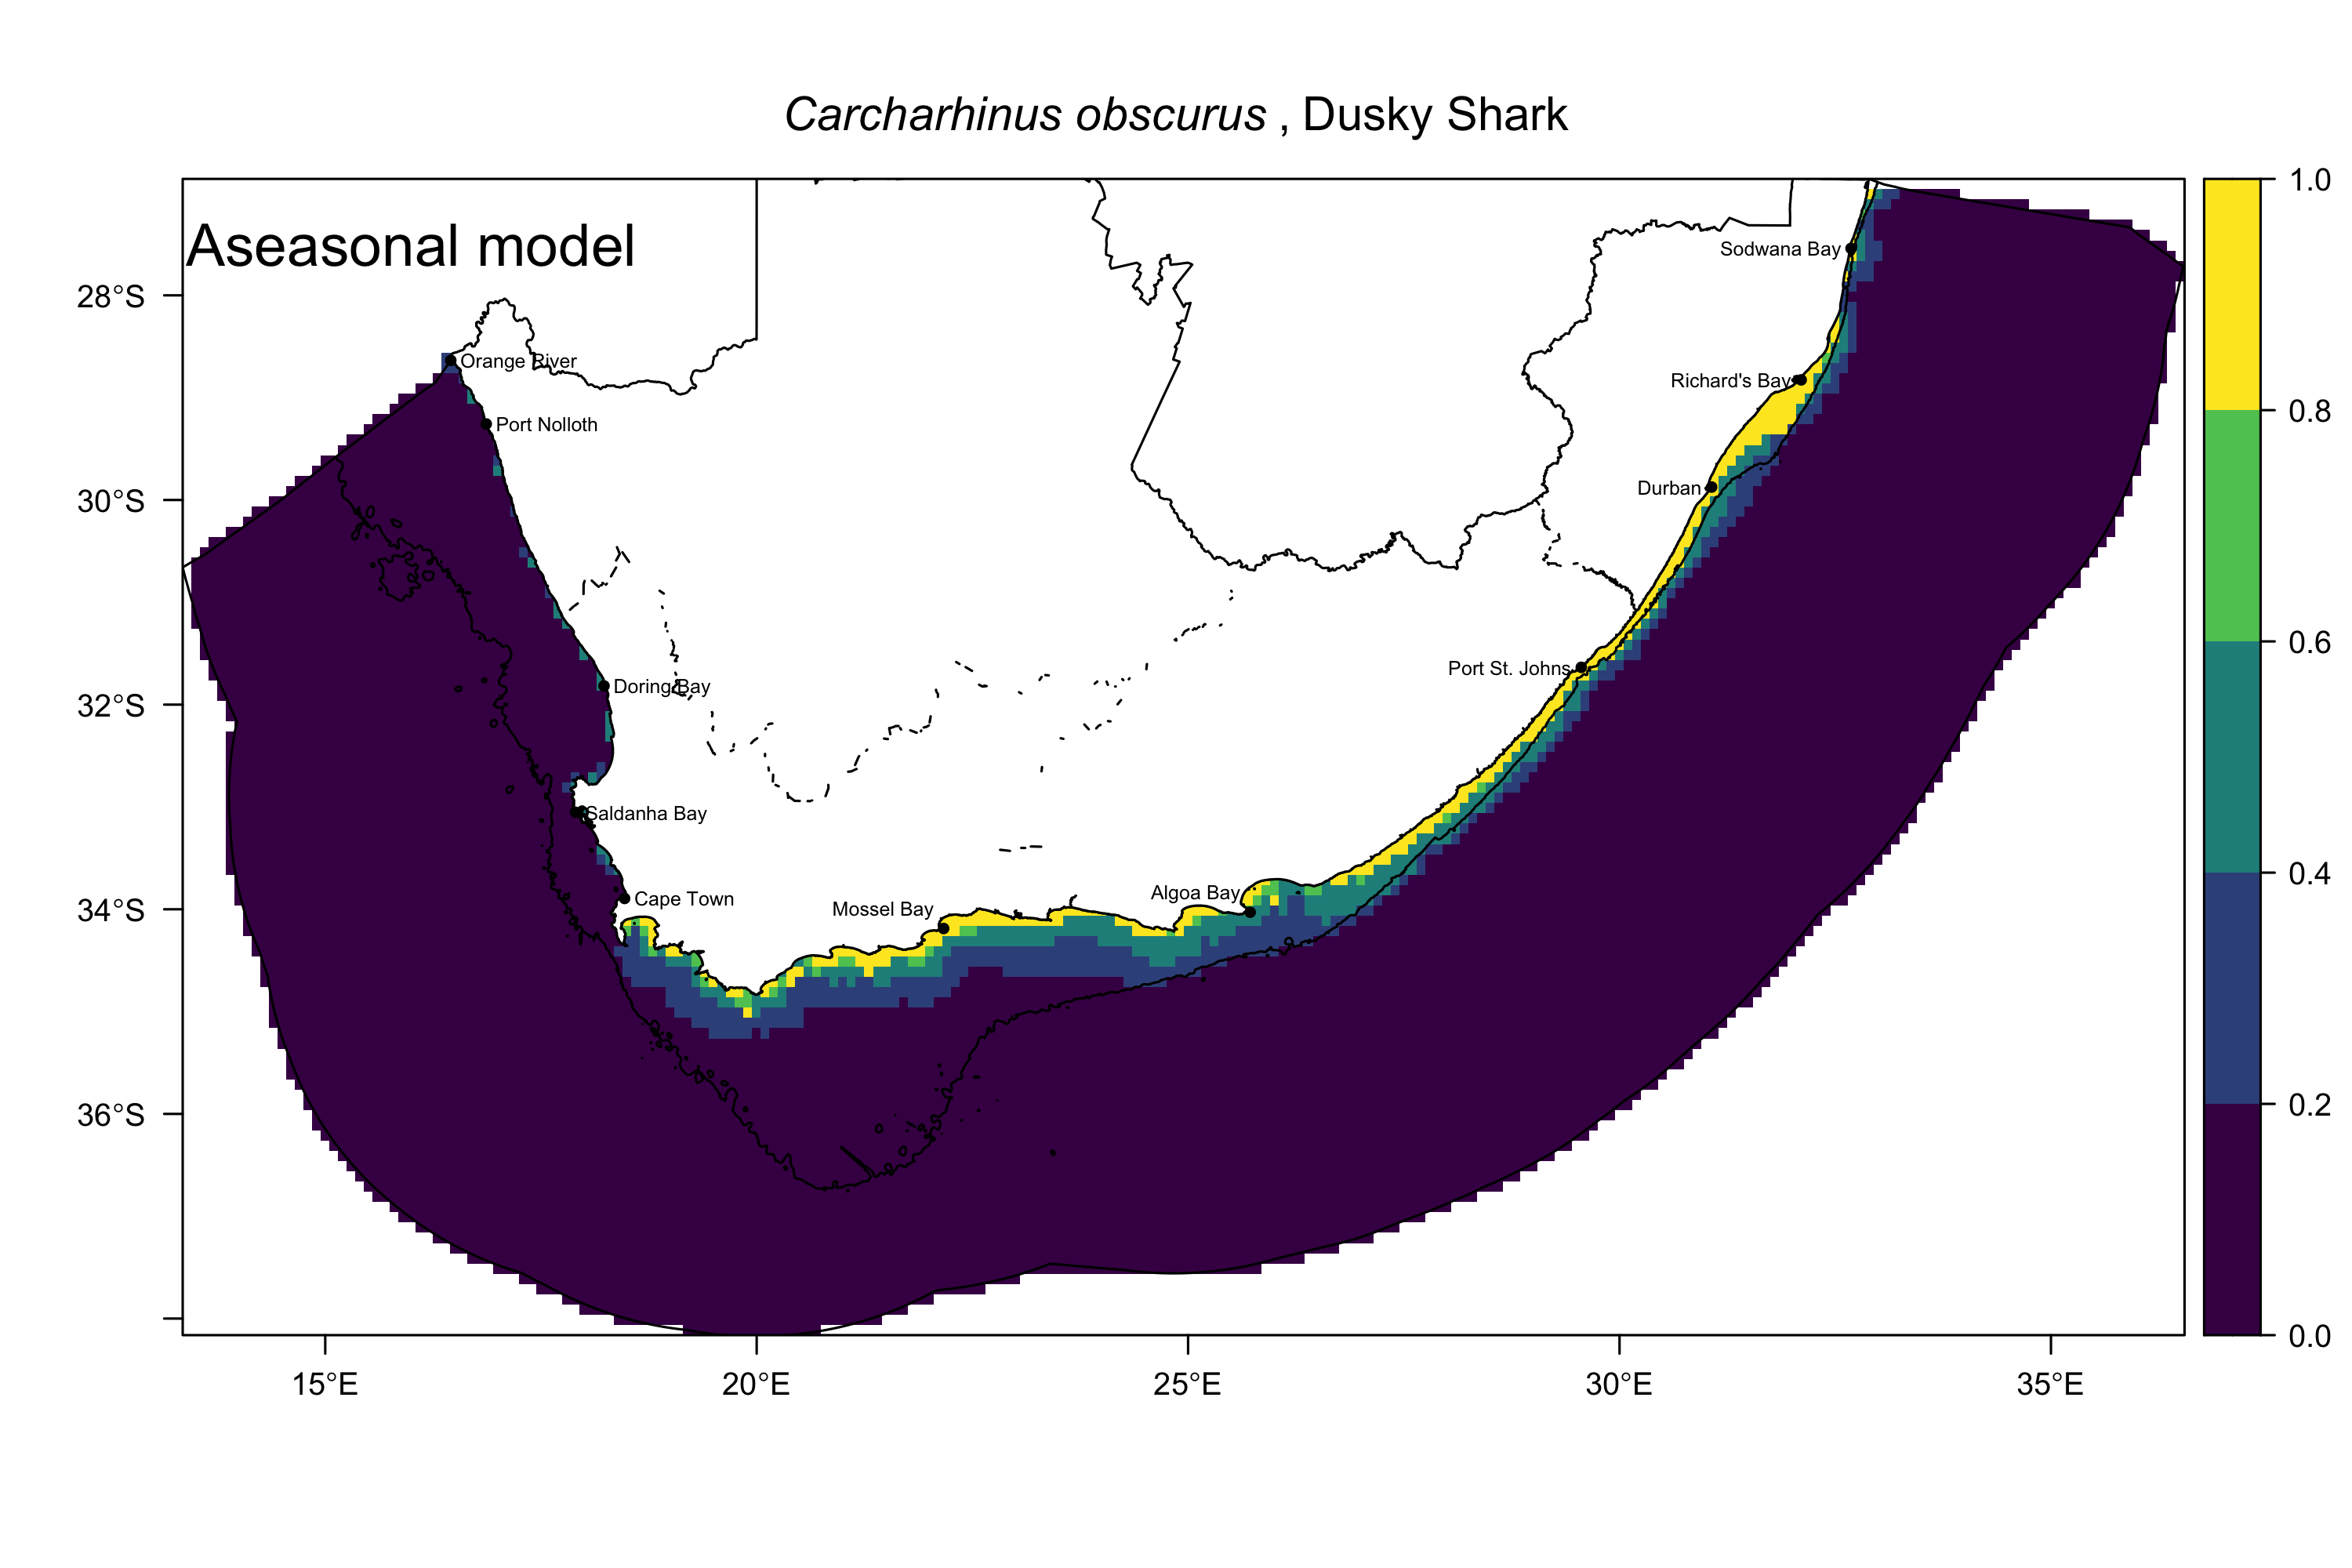 Carcharhinus obscurus , Dusky Shark
Aseasonal model
1.0
0.8
0.6
0.4
0.2
0.0
28°S
30°S
32°S
34°S
36°S
15°E
20°E
25°E
30°E
35°E
Sodwana Bay
Orange River
Richard's Bay
Port Nolloth
Durban
Port St. Johns
Doring Bay
Saldanha Bay
Algoa Bay
Cape Town
Mossel Bay